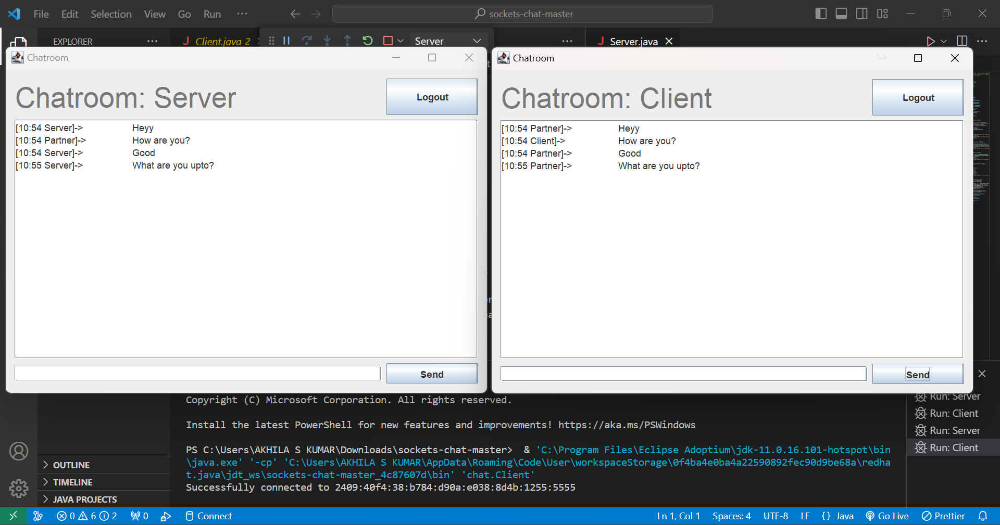 File Edit Selection View Go Run ... sockets-chat-master
EXPLORER ... Client.java 2 Server ... Server.java
Chatroom
Chatroom: Server Logout
[10:54 Server]-> Heyy
[10:54 Partner]-> How are you?
[10:54 Server]-> Good
[10:55 Server]-> What are you upto?
Send
Chatroom
Chatroom: Client Logout
[10:54 Partner]-> Heyy
[10:54 Client]-> How are you?
[10:54 Partner]-> Good
[10:55 Partner]-> What are you upto?
Send
Copyright (C) Microsoft Corporation. All rights reserved.
Install the latest PowerShell for new features and improvements! https://aka.ms/PSWindows
PS C:\Users\AKHILA S KUMAR\Downloads\sockets-chat-master> & 'C:\Program Files\Eclipse Adoptium\jdk-11.0.16.101-hotspot\bin
\java.exe' '-cp' 'C:\Users\AKHILA S KUMAR\AppData\Roaming\Code\User\workspaceStorage\0f4ba4e0ba4a22590892fec90d9be68a\redha
t.java\jdt_ws\sockets-chat-master_4c87607d\bin' 'chat.Client'
Successfully connected to 2409:40f4:38:b784:d90a:e038:8d4b:1255:5555
Run: Server
Run: Client
Run: Server
Run: Client
OUTLINE
TIMELINE
JAVA PROJECTS
0 6 2 0 Connect Ln 1, Col 1 Spaces: 4 UTF-8 LF {} Java Go Live Prettier